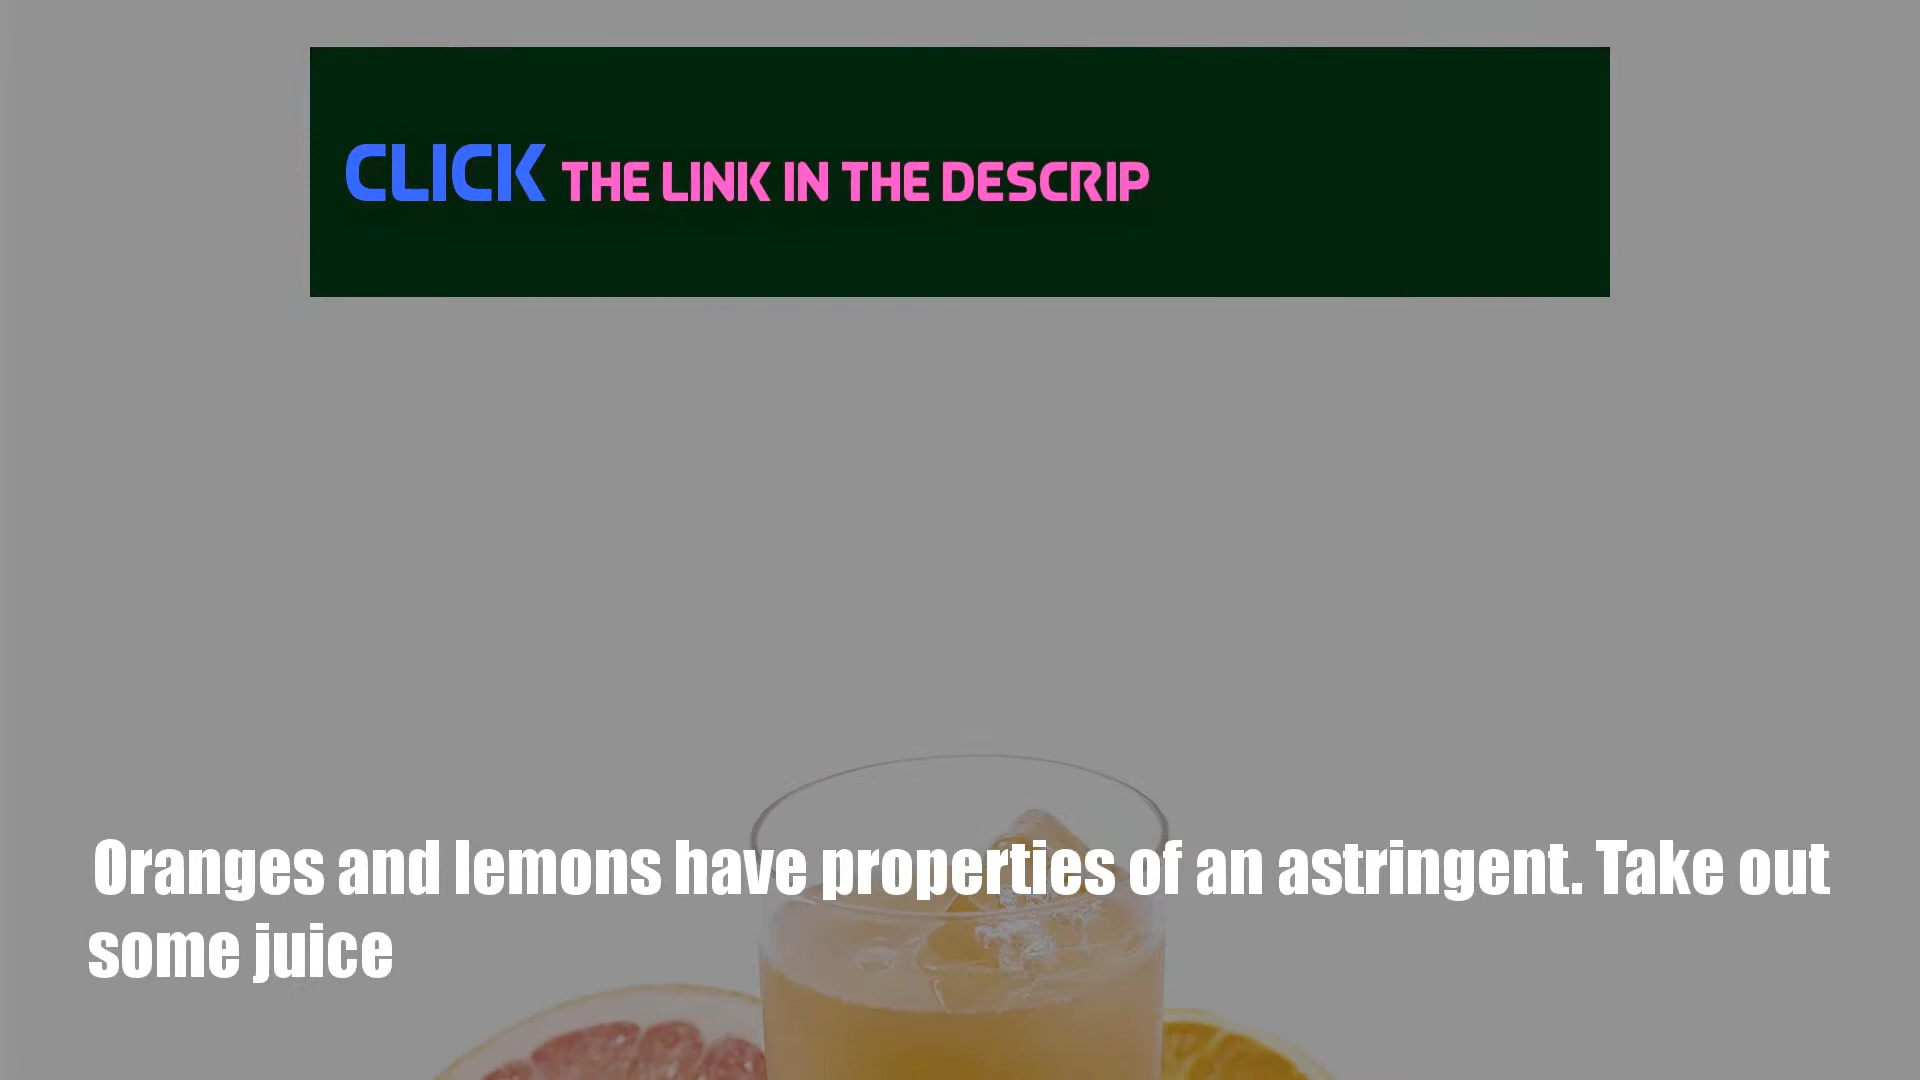 CLICK THE LINK IN THE DESCRIP
Oranges and lemons have properties of an astringent. Take out
some juice